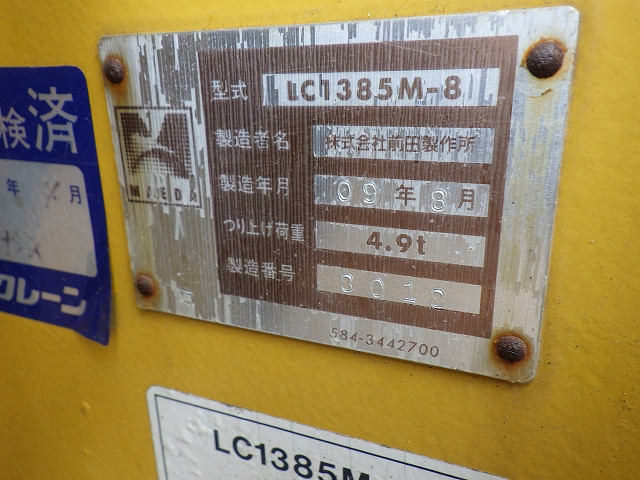 検済
年 月
クレーン
MAEDA
型式 LC1385M-8
製造者名 株式会社前田製作所
製造年月 09年8月
つり上げ荷重 4.9t
製造番号 3012
584-3442700
LC1385M